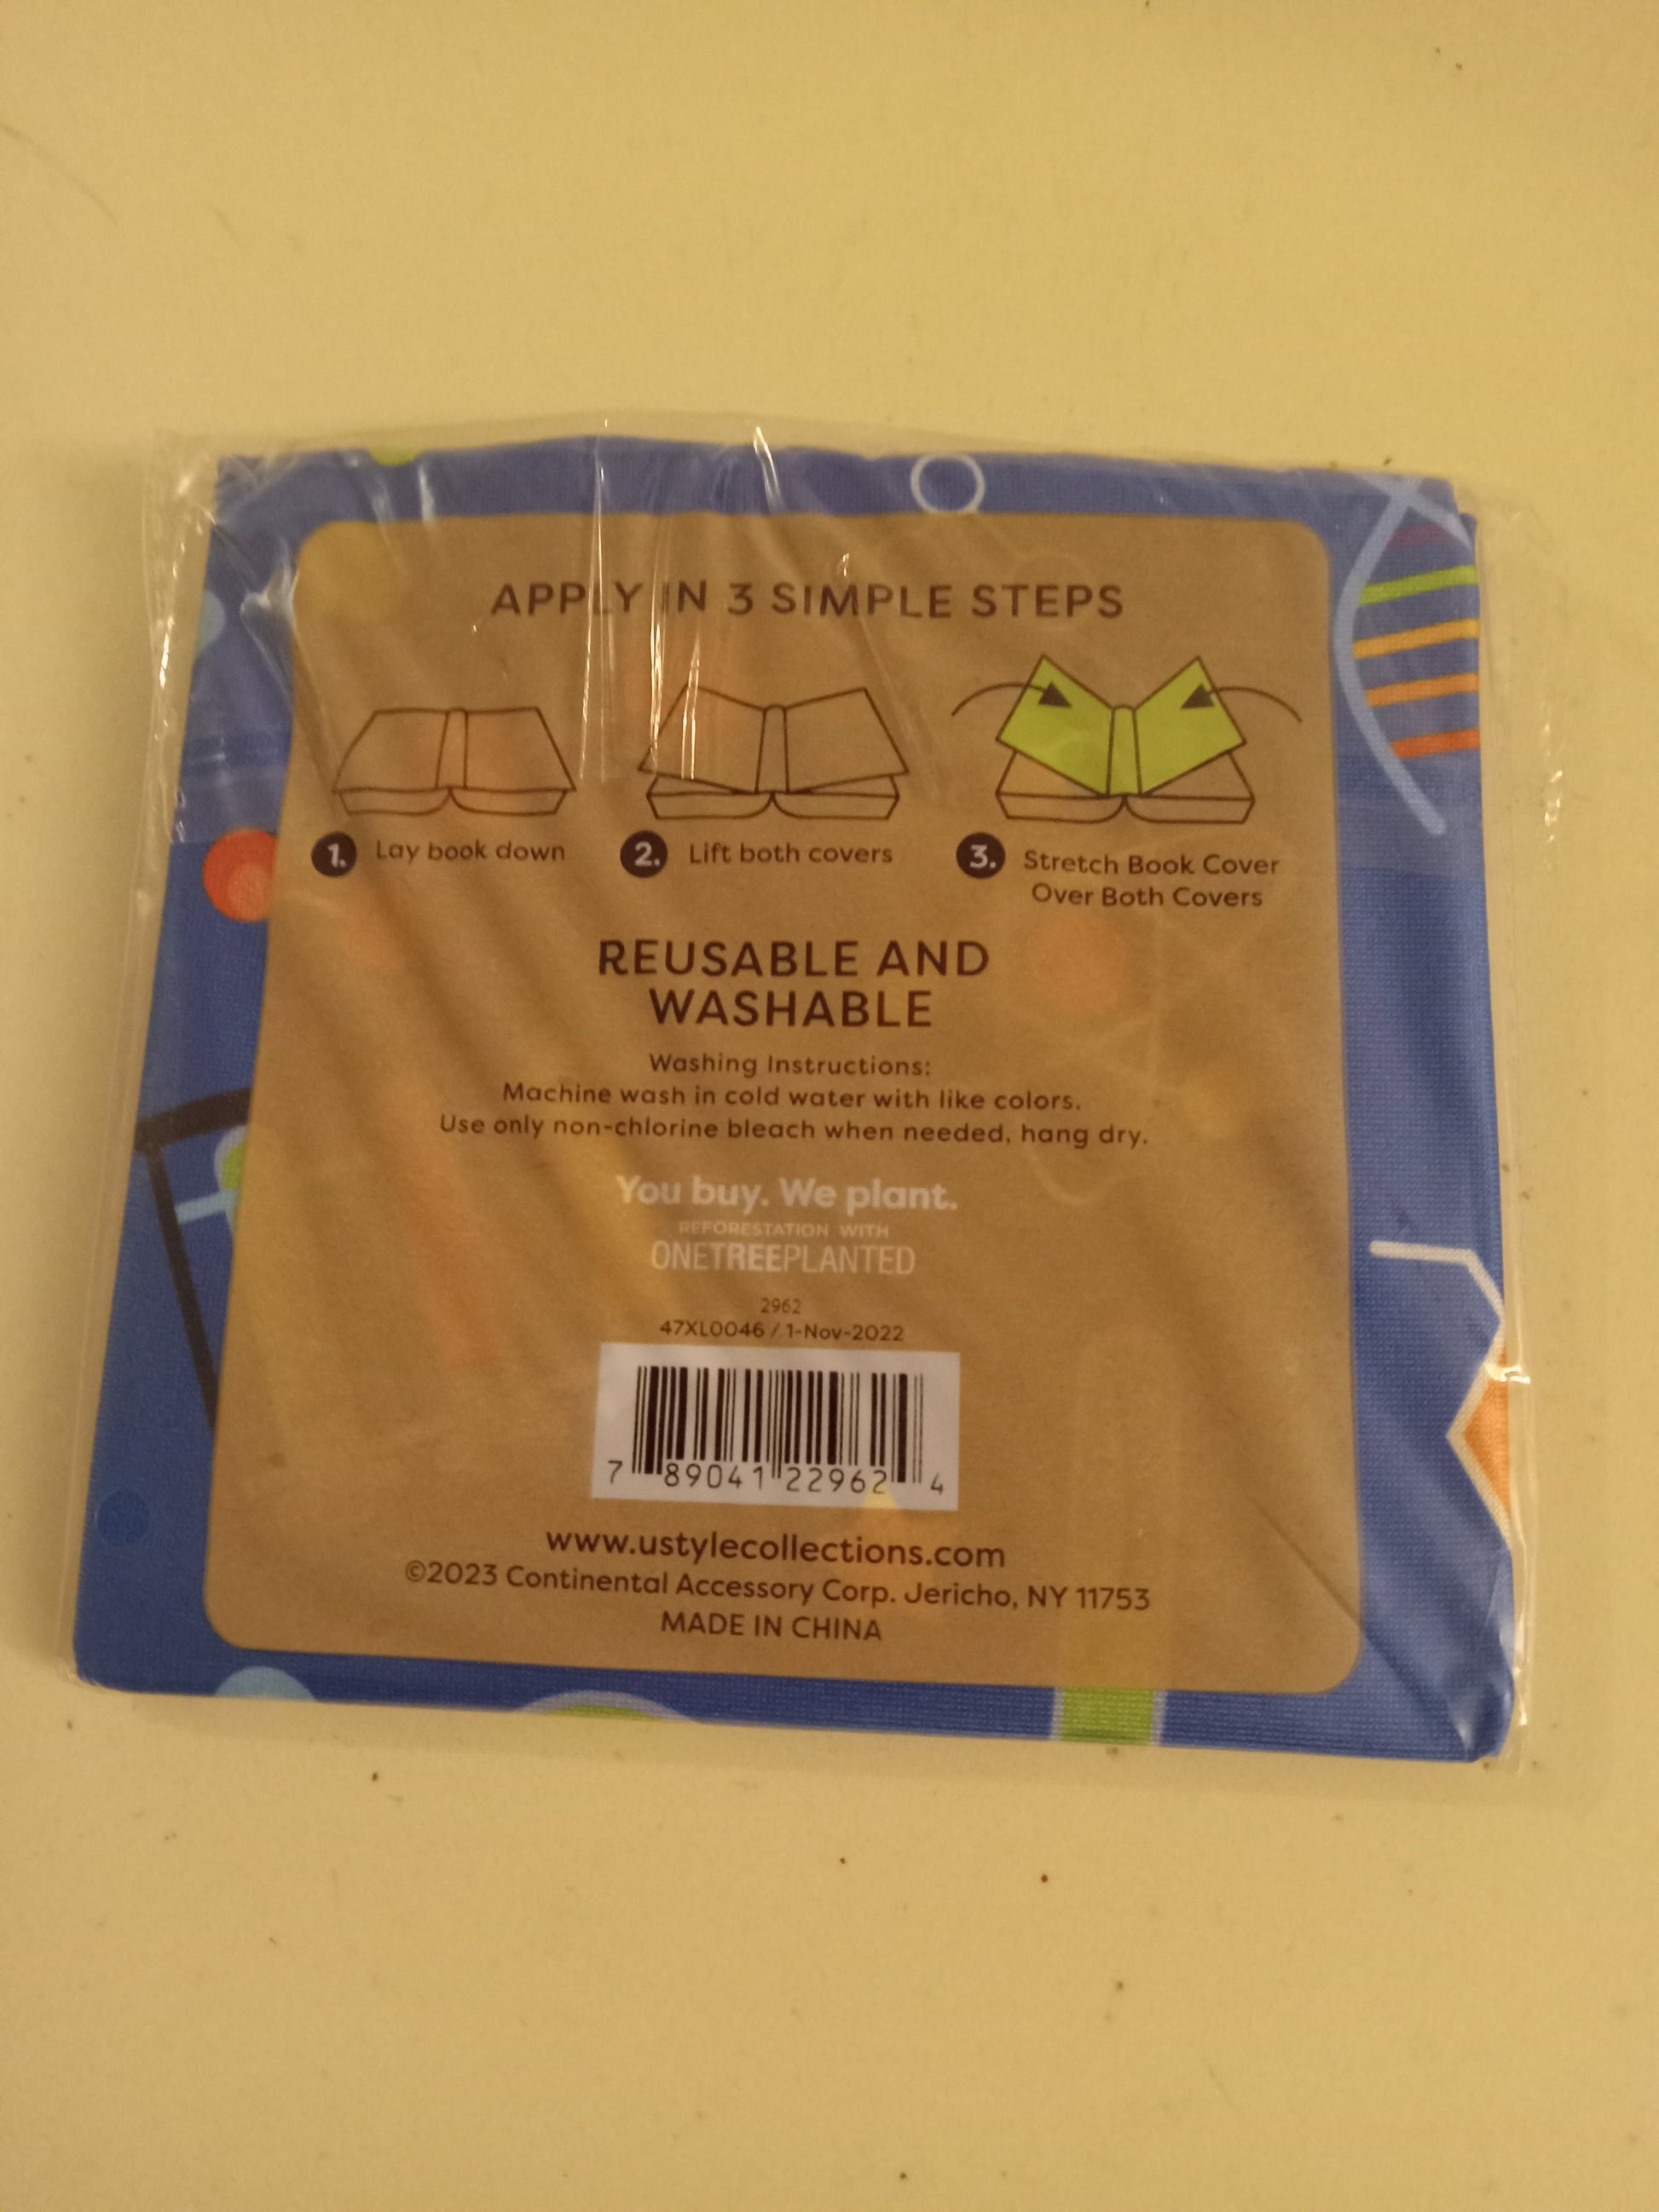 APPLY IN 3 SIMPLE STEPS
1. Lay book down
2. Lift both covers
3. Stretch Book Cover
Over Both Covers
REUSABLE AND
WASHABLE
Washing Instructions:
Machine wash in cold water with like colors.
Use only non-chlorine bleach when needed, hang dry.
You buy. We plant.
REFORESTATION WITH
ONETREEPLANTED
2962
47XL0046 / 1-Nov-2022
7 89041 22962 4
www.ustylecollections.com
©2023 Continental Accessory Corp. Jericho, NY 11753
MADE IN CHINA